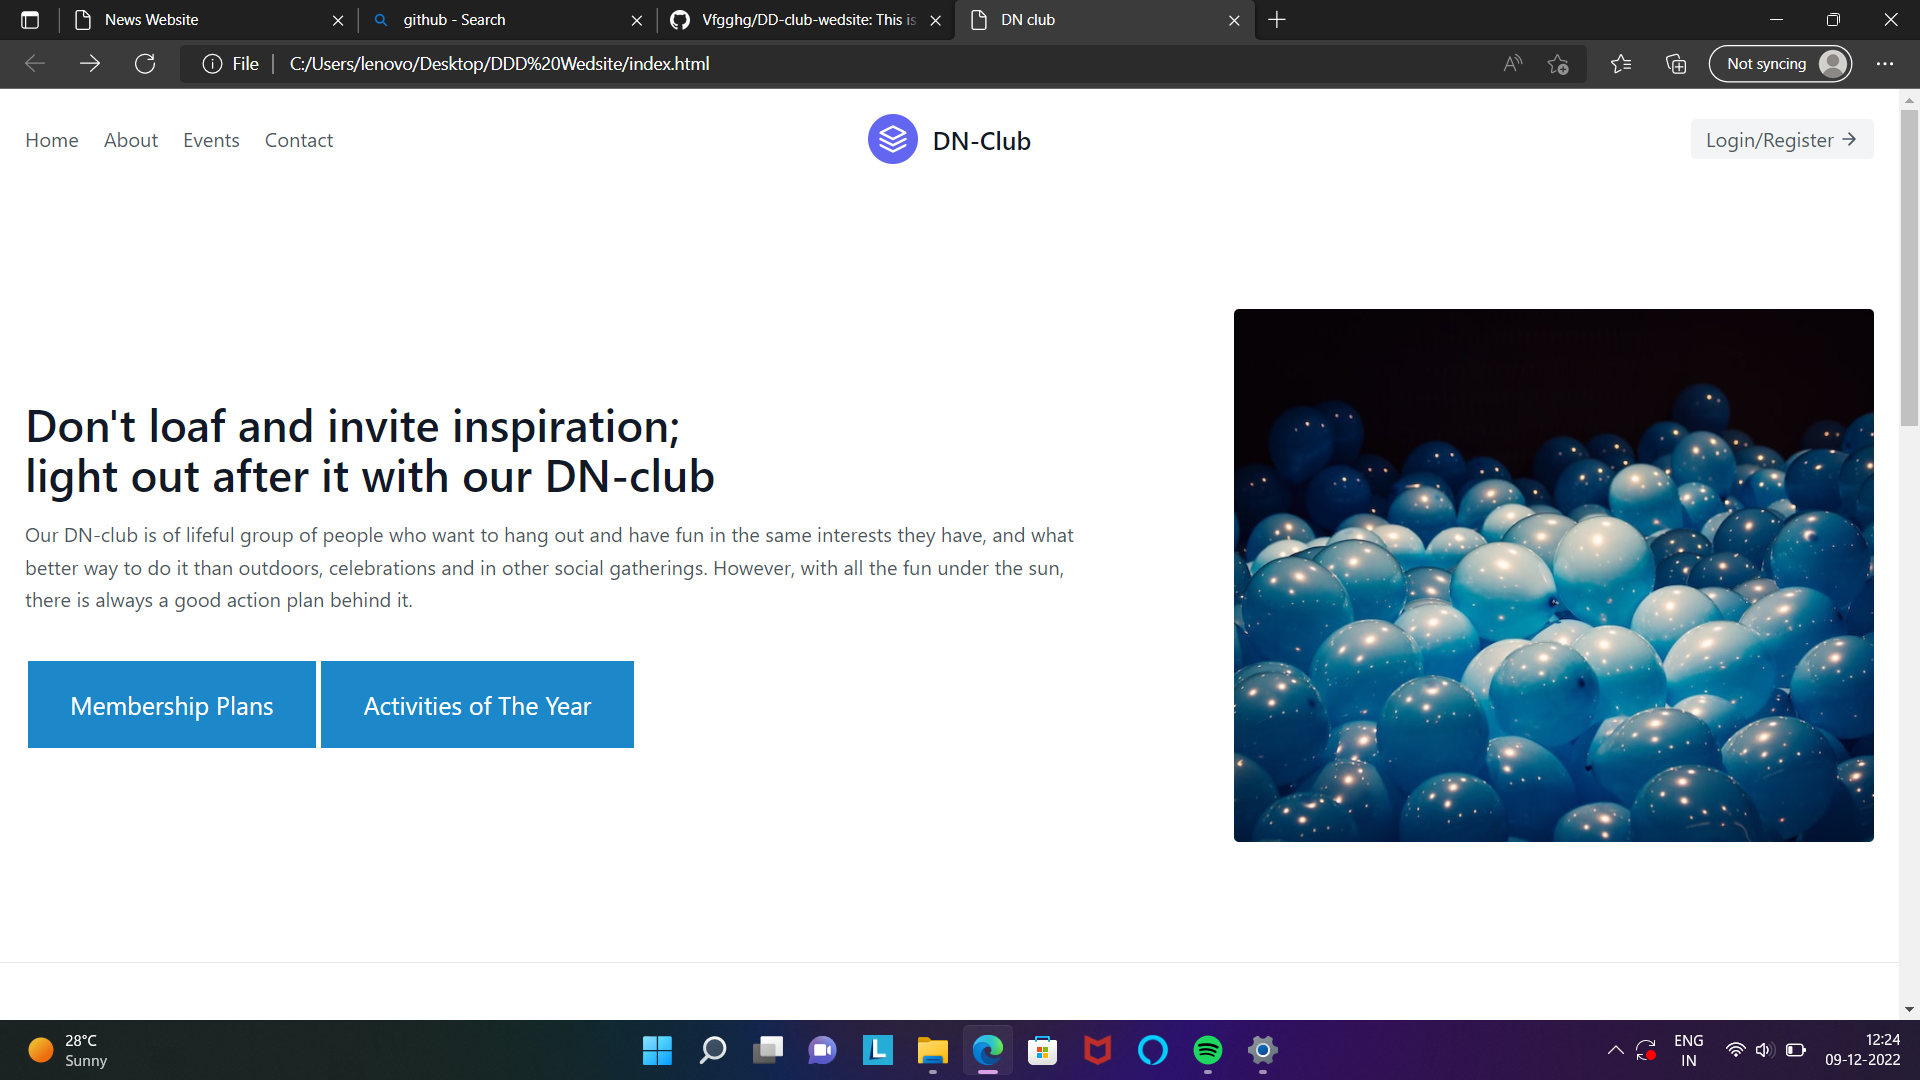 News Website
github - Search
Vfgghg/DD-club-wedsite: This is
DN club
File
C:/Users/lenovo/Desktop/DDD%20Wedsite/index.html
Not syncing
Home About Events Contact
DN-Club
Login/Register →
Don't loaf and invite inspiration;
light out after it with our DN-club
Our DN-club is of lifeful group of people who want to hang out and have fun in the same interests they have, and what
better way to do it than outdoors, celebrations and in other social gatherings. However, with all the fun under the sun,
there is always a good action plan behind it.
Membership Plans
Activities of The Year
28°C
Sunny
L
ENG
IN
12:24
09-12-2022